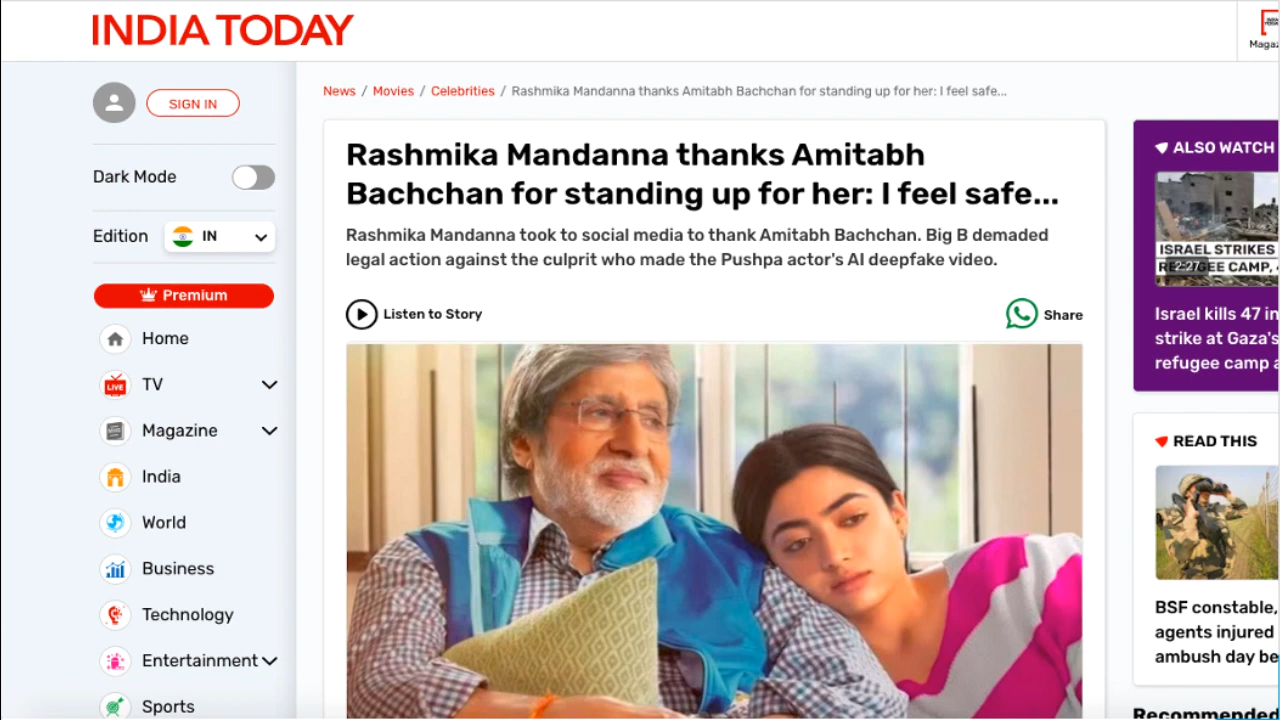 INDIA TODAY
Magaz
SIGN IN
Dark Mode
Edition
IN
Premium
Home
TV
LIVE
Magazine
India
World
Business
Technology
Entertainment
Sports
News / Movies / Celebrities / Rashmika Mandanna thanks Amitabh Bachchan for standing up for her: I feel safe...
Rashmika Mandanna thanks Amitabh
Bachchan for standing up for her: I feel safe...
Rashmika Mandanna took to social media to thank Amitabh Bachchan. Big B demaded
legal action against the culprit who made the Pushpa actor's AI deepfake video.
Listen to Story
Share
ALSO WATCH
ISRAEL STRIKES
REFUGEE CAMP,
2:27
Israel kills 47 in
strike at Gaza's
refugee camp a
READ THIS
BSF constable,
agents injured
ambush day be
Recommended